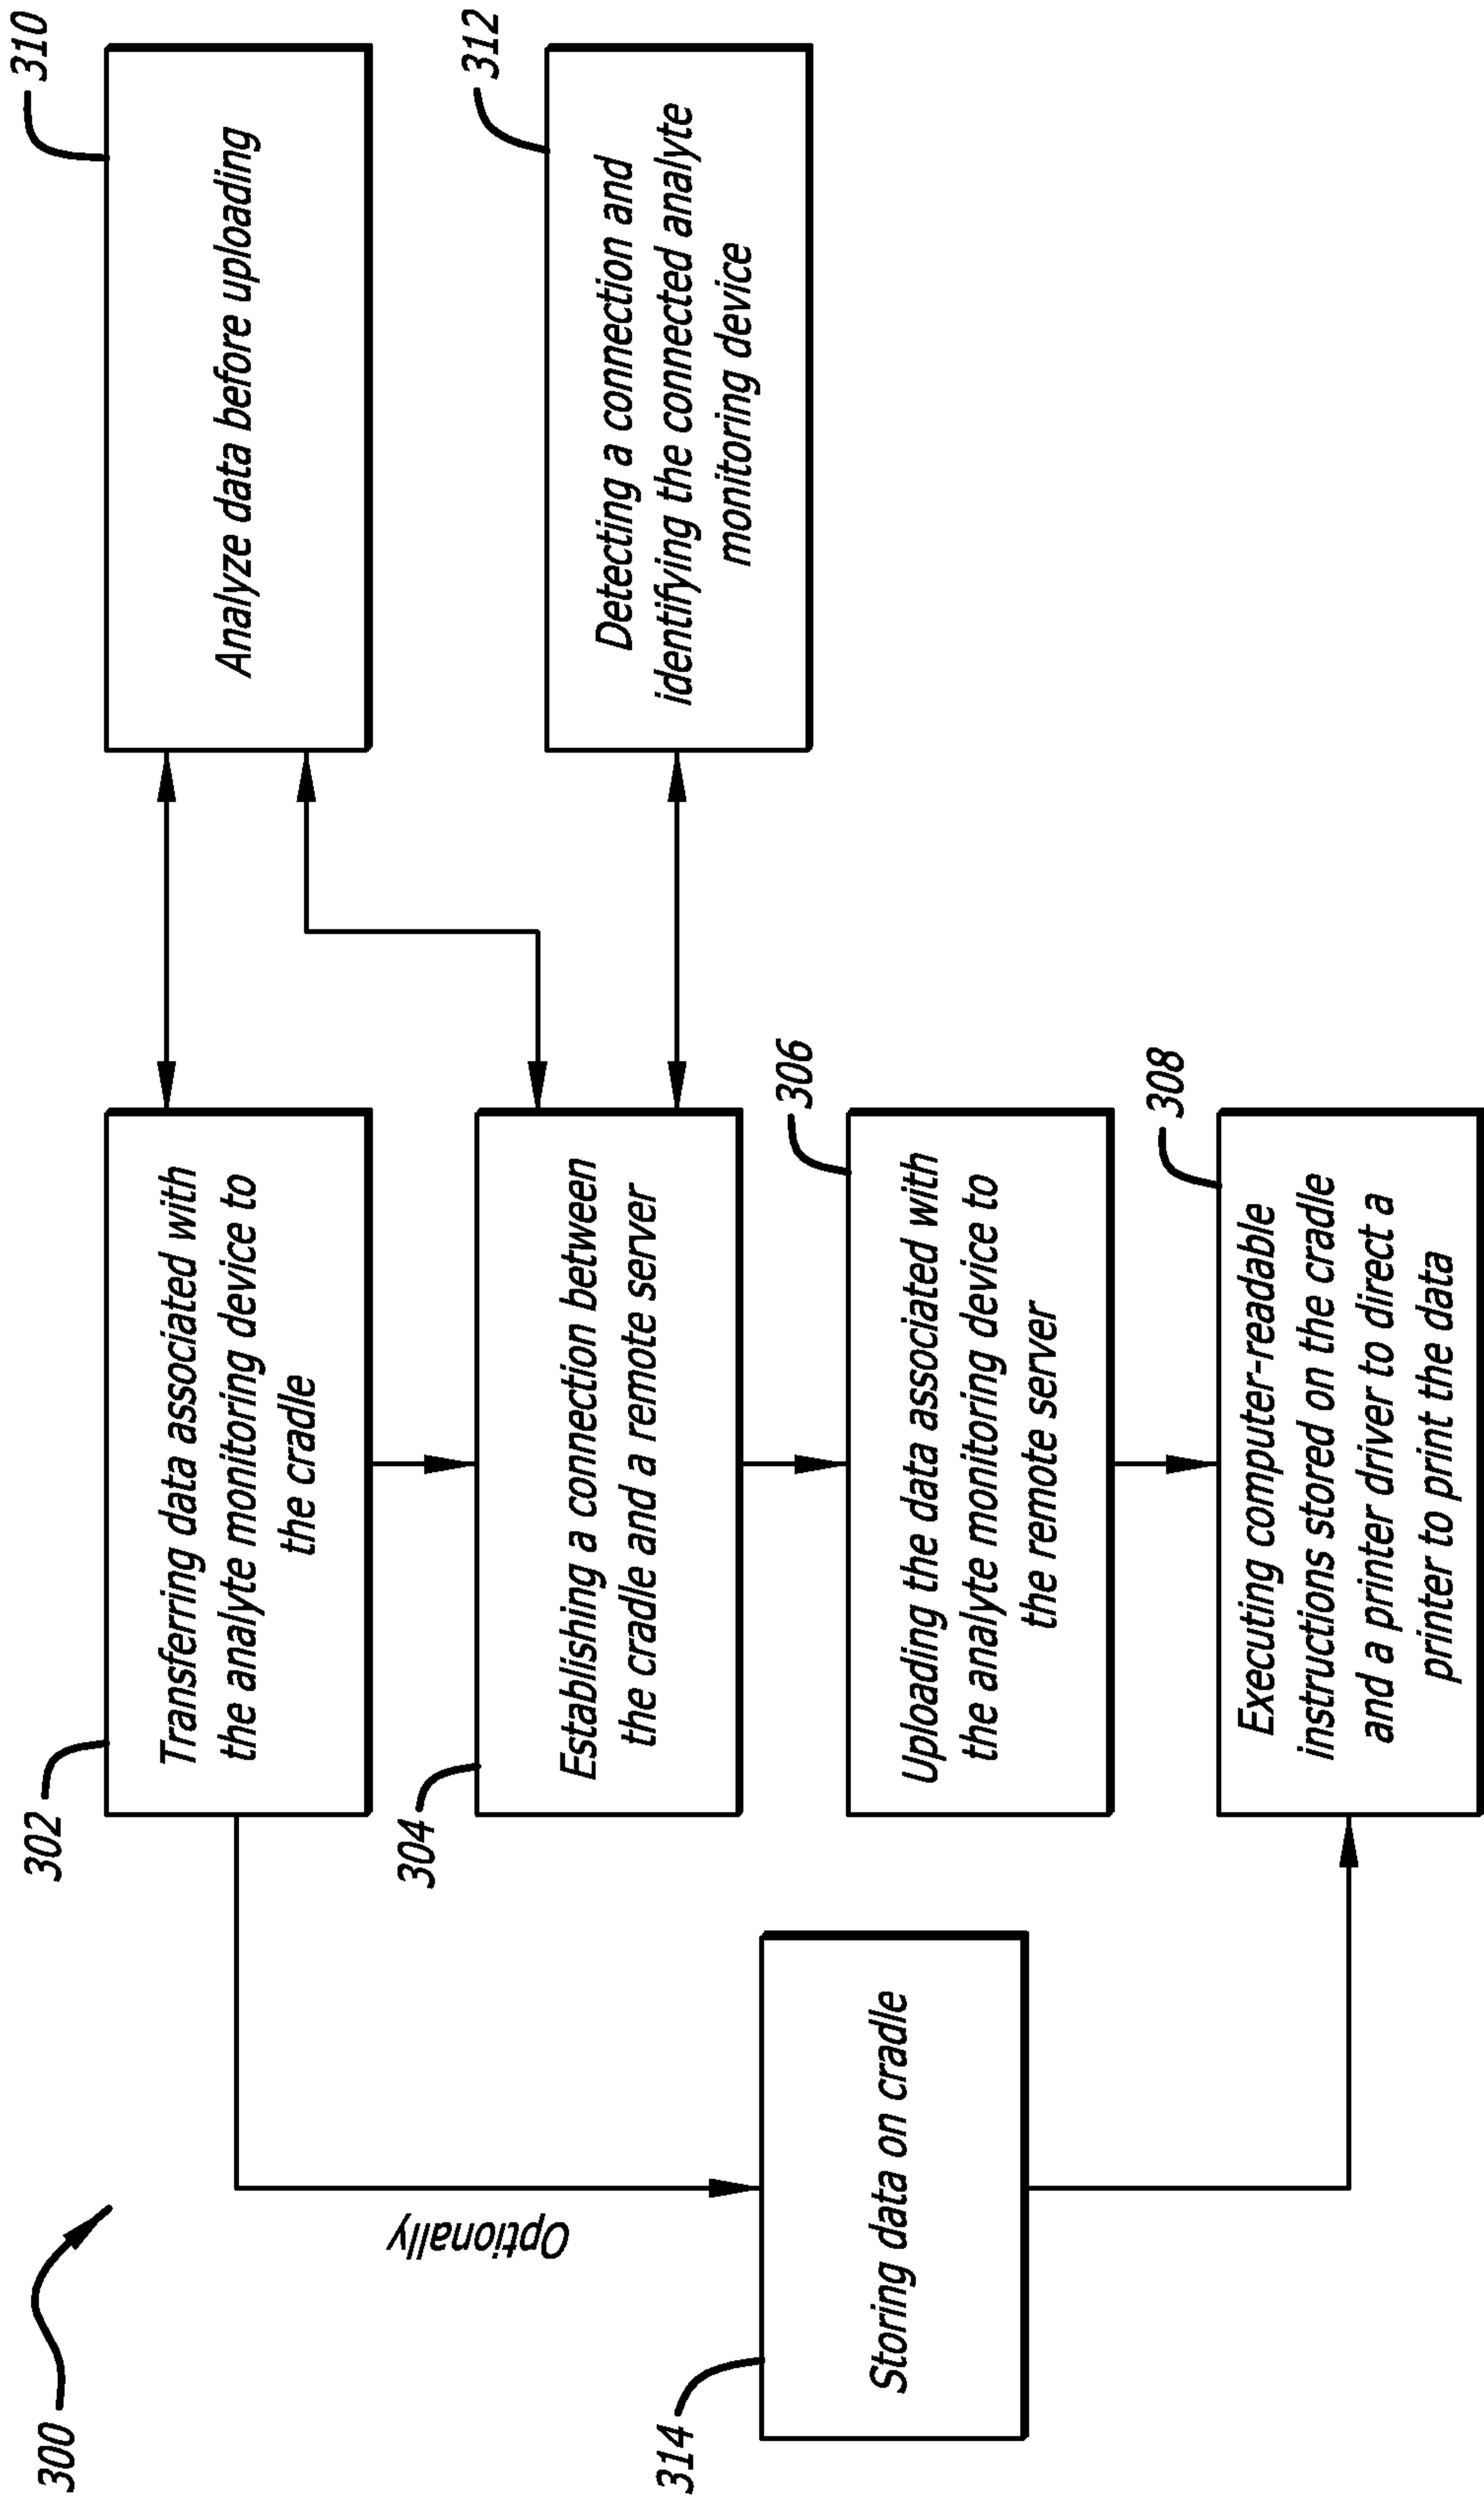 300
302
Transferring data associated with
the analyte monitoring device to
the cradle
310
Analyze data before uploading
304
Establishing a connection between
the cradle and a remote server
312
Detecting a connection and
identifying the connected analyte
monitoring device
Optionally
314
Storing data on cradle
306
Uploading the data associated with
the analyte monitoring device to
the remote server
308
Executing computer-readable
instructions stored on the cradle
and a printer driver to direct a
printer to print the data